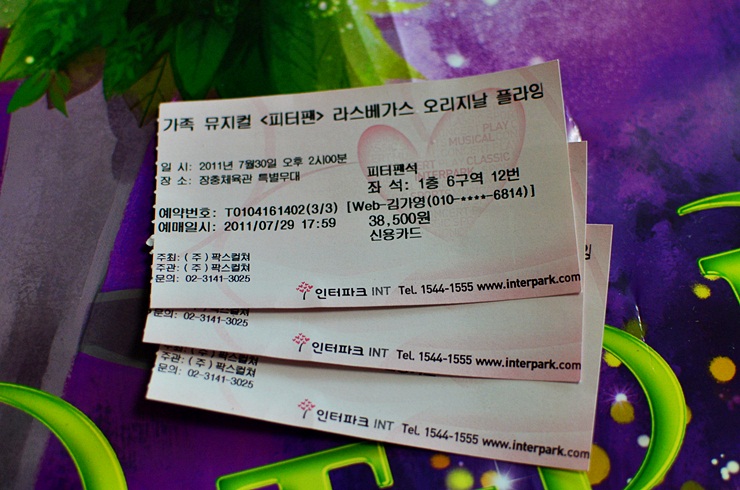 가족 뮤지컬 <피터팬> 라스베가스 오리지날 플라잉
PLAY
MUSICAL
CLASSIC
INTERPARK
일 시: 2011년 7월30일 오후 2시00분
장 소: 장충체육관 특별무대
피터팬석
좌 석: 1층 6구역 12번
예약번호: T0104161402(3/3) [Web-김가영(010-****-6814)]
예매일시: 2011/07/29 17:59
38,500원
신용카드
주최: (주)팍스컬쳐
주관: (주)팍스컬쳐
문의: 02-3141-3025
인터파크 INT Tel. 1544-1555 www.interpark.com
문의: 02-3141-3025
인터파크 INT Tel. 1544-1555 www.interpark.com
주관: (주)팍스컬쳐
문의: 02-3141-3025
인터파크 INT Tel. 1544-1555 www.interpark.com